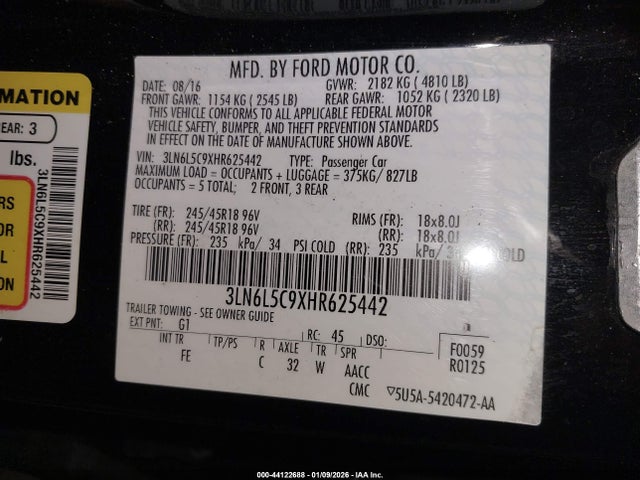 MFD. BY FORD MOTOR CO.
DATE: 08/16 GVWR: 2182 KG ( 4810 LB)
FRONT GAWR: 1154 KG ( 2545 LB) REAR GAWR: 1052 KG ( 2320 LB)
THIS VEHICLE CONFORMS TO ALL APPLICABLE FEDERAL MOTOR
VEHICLE SAFETY, BUMPER, AND THEFT PREVENTION STANDARDS
IN EFFECT ON THE DATE OF MANUFACTURE SHOWN ABOVE.
VIN: 3LN6L5C9XHR625442 TYPE: Passenger Car
MAXIMUM LOAD = OCCUPANTS + LUGGAGE = 375KG/ 827LB
OCCUPANTS = 5 TOTAL; 2 FRONT, 3 REAR
TIRE (FR): 245/45R18 96V RIMS (FR): 18x8.0J
(RR): 245/45R18 96V (RR): 18x8.0J
PRESSURE (FR): 235 kPa/ 34 PSI COLD (RR): 235 kPa/ COLD
3LN6L5C9XHR625442
TRAILER TOWING - SEE OWNER GUIDE
EXT PNT: G1 RC: 45 DSO:
INT TR TP/PS R AXLE TR SPR
FE C 32 W AACC
CMC
F0059
R0125
5U5A-5420472-AA
MATION
EAR: 3
lbs.
RS
OR
L
ON
3LN6L5C9XHR625442
000-44122688 - 01/09/2026 - IAA Inc.